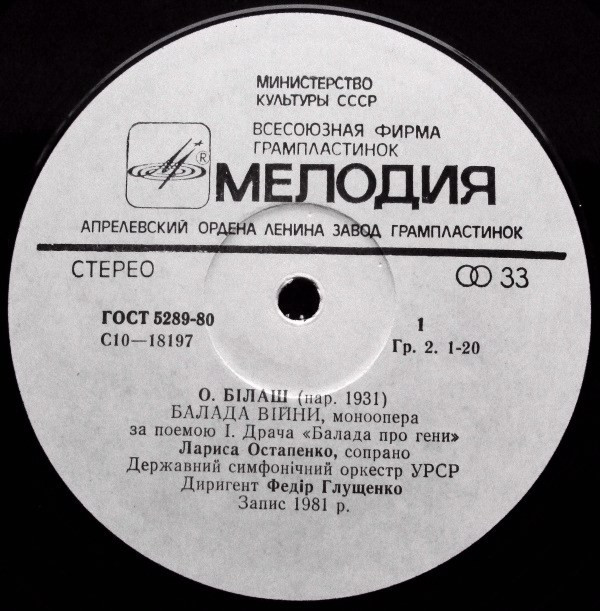 МИНИСТЕРСТВО
КУЛЬТУРЫ СССР
ВСЕСОЮЗНАЯ ФИРМА
ГРАМПЛАСТИНОК
®
МЕЛОДИЯ
АПРЕЛЕВСКИЙ ОРДЕНА ЛЕНИНА ЗАВОД ГРАМПЛАСТИНОК
СТЕРЕО 33
ГОСТ 5289-80 1
С10—18197 Гр. 2. 1-20
О. БІЛАШ (нар. 1931)
БАЛАДА ВІЙНИ, моноопера
за поемою І. Драча «Балада про гени»
Лариса Остапенко, сопрано
Державний симфонічний оркестр УРСР
Диригент Федір Глущенко
Запис 1981 р.